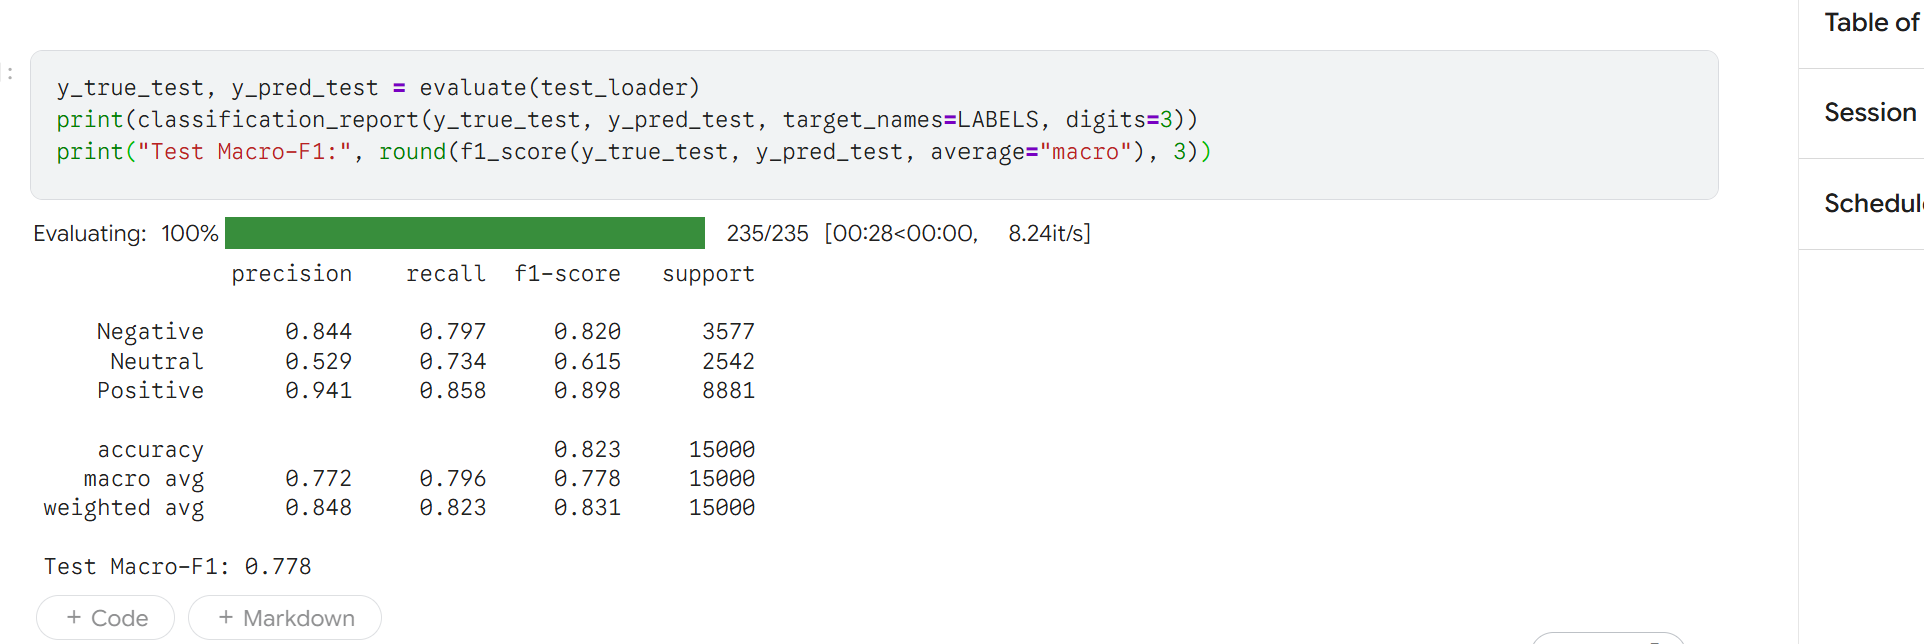 y_true_test, y_pred_test = evaluate(test_loader)
print(classification_report(y_true_test, y_pred_test, target_names=LABELS, digits=3))
print("Test Macro-F1:", round(f1_score(y_true_test, y_pred_test, average="macro"), 3))
Evaluating: 100% 235/235 [00:28<00:00, 8.24it/s]
precision recall f1-score support
Negative 0.844 0.797 0.820 3577
Neutral 0.529 0.734 0.615 2542
Positive 0.941 0.858 0.898 8881
accuracy 0.823 15000
macro avg 0.772 0.796 0.778 15000
weighted avg 0.848 0.823 0.831 15000
Test Macro-F1: 0.778
+ Code + Markdown
Table of
Session